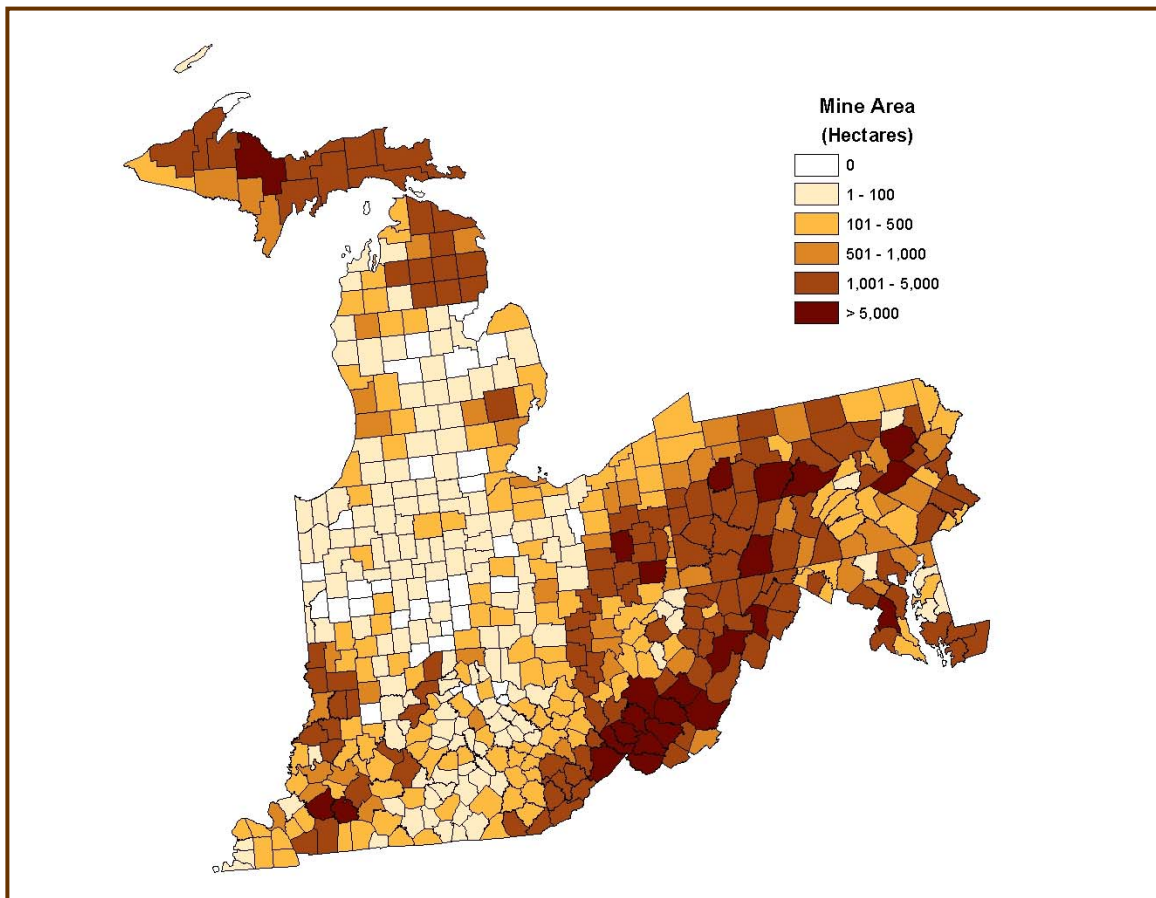 Mine Area
(Hectares)
0
1 - 100
101 - 500
501 - 1,000
1,001 - 5,000
> 5,000